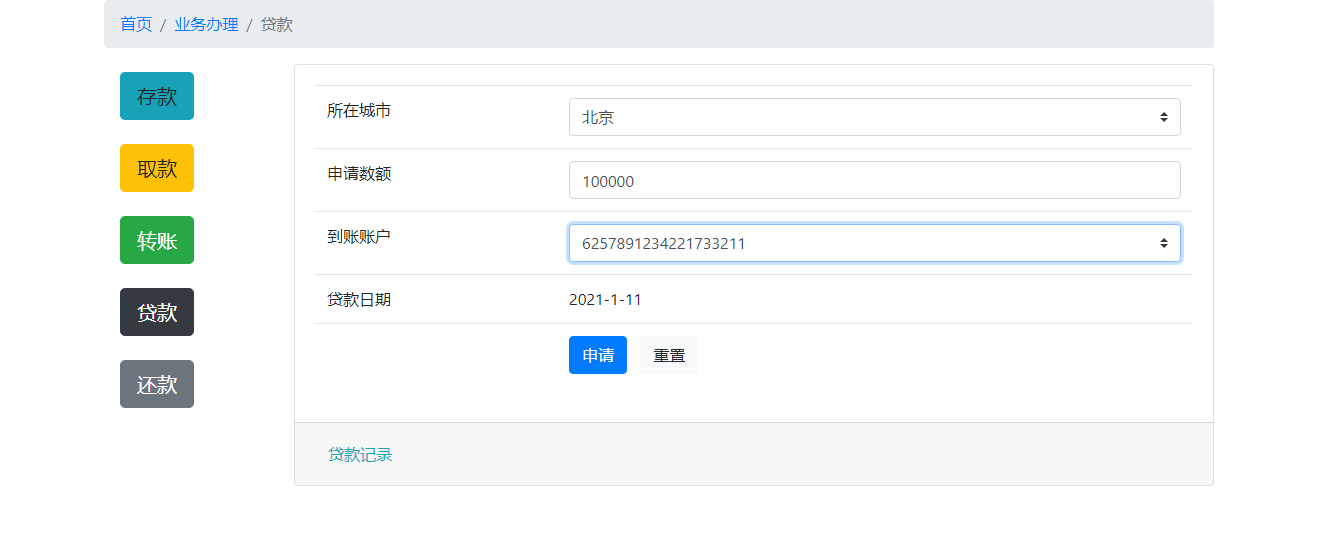 首页 / 业务办理 / 贷款
存款
取款
转账
贷款
还款
所在城市 北京
申请数额 100000
到账账户 6257891234221733211
贷款日期 2021-1-11
申请 重置
贷款记录